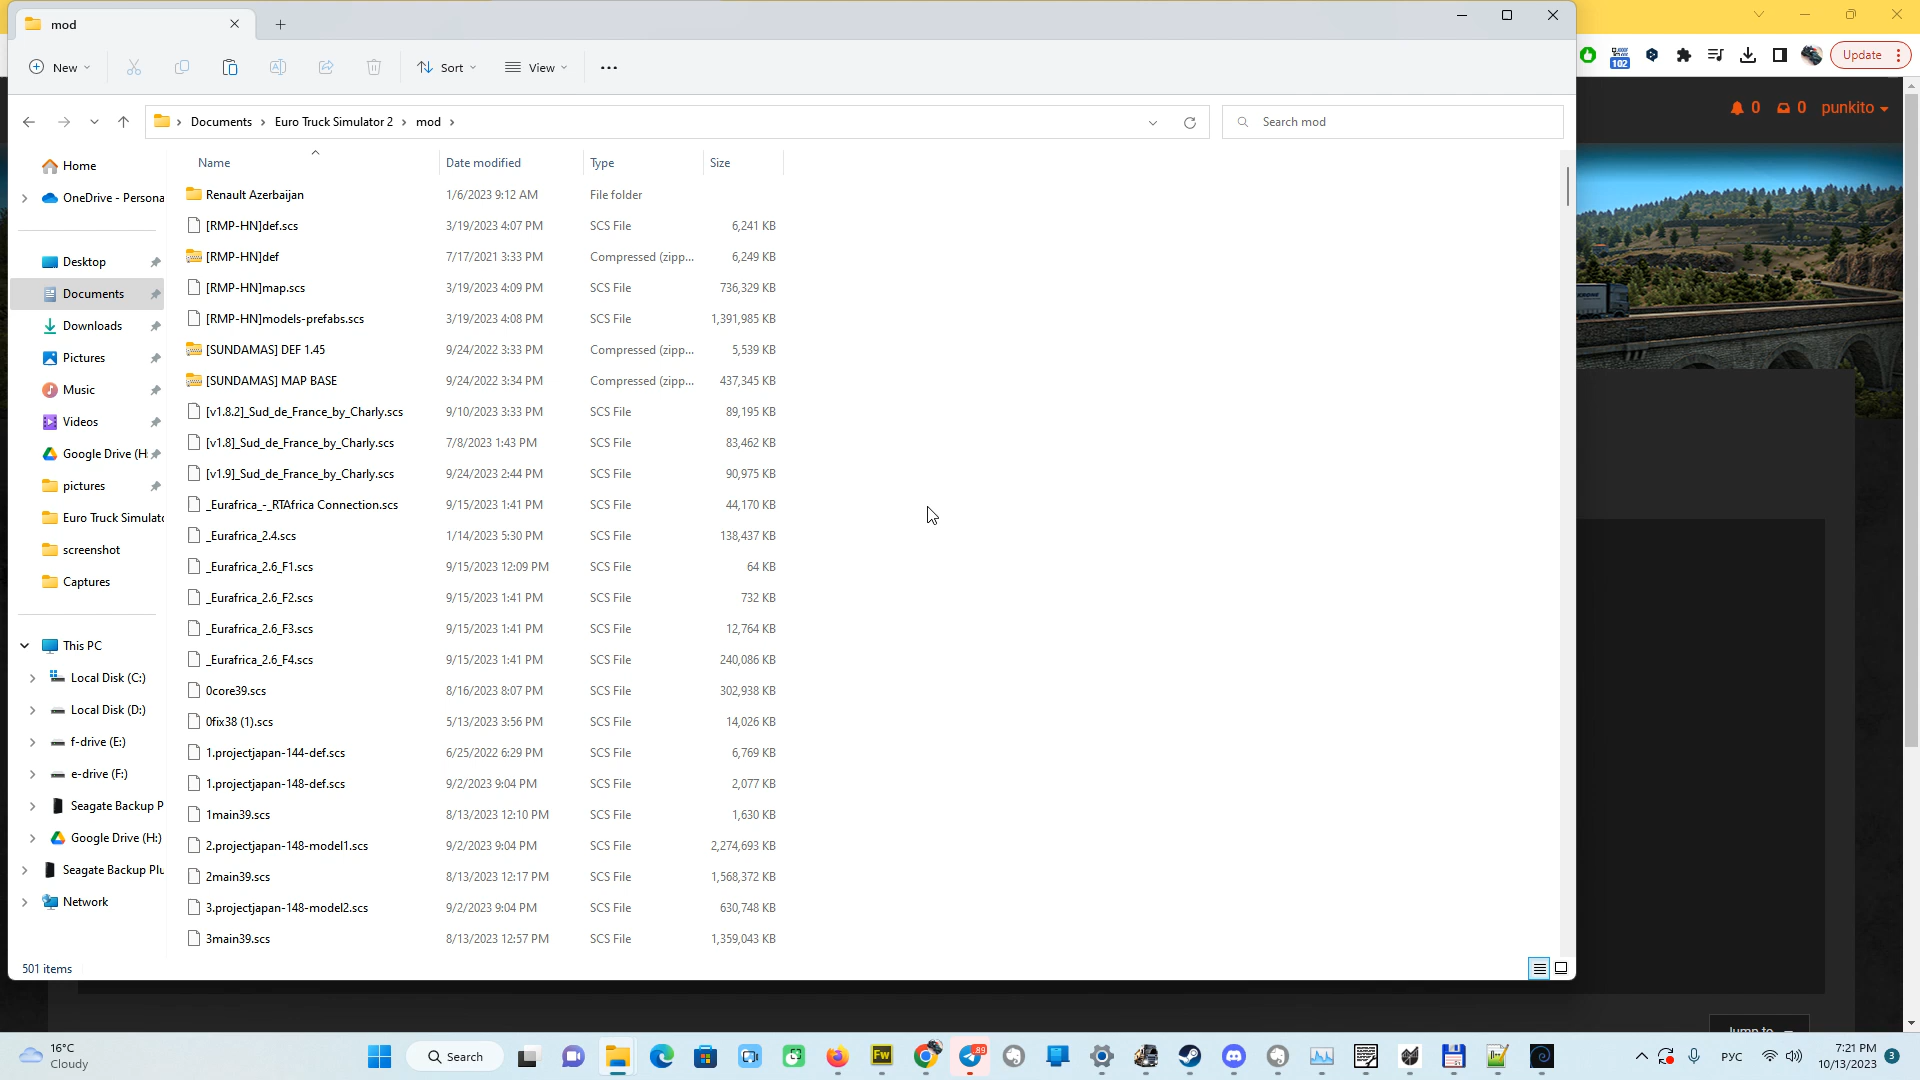 mod
New
Sort
View
Update
102
Documents > Euro Truck Simulator 2 > mod >
Search mod
0 0 punkito
Name Date modified Type Size
Home
OneDrive - Persona
Desktop
Documents
Downloads
Pictures
Music
Videos
Google Drive (H:
pictures
Euro Truck Simulato
screenshot
Captures
This PC
Local Disk (C:)
Local Disk (D:)
f-drive (E:)
e-drive (F:)
Seagate Backup P
Google Drive (H:)
Seagate Backup Plu
Network
Renault Azerbaijan 1/6/2023 9:12 AM File folder
[RMP-HN]def.scs 3/19/2023 4:07 PM SCS File 6,241 KB
[RMP-HN]def 7/17/2021 3:33 PM Compressed (zipp... 6,249 KB
[RMP-HN]map.scs 3/19/2023 4:09 PM SCS File 736,329 KB
[RMP-HN]models-prefabs.scs 3/19/2023 4:08 PM SCS File 1,391,985 KB
[SUNDAMAS] DEF 1.45 9/24/2022 3:33 PM Compressed (zipp... 5,539 KB
[SUNDAMAS] MAP BASE 9/24/2022 3:34 PM Compressed (zipp... 437,345 KB
[v1.8.2]_Sud_de_France_by_Charly.scs 9/10/2023 3:33 PM SCS File 89,195 KB
[v1.8]_Sud_de_France_by_Charly.scs 7/8/2023 1:43 PM SCS File 83,462 KB
[v1.9]_Sud_de_France_by_Charly.scs 9/24/2023 2:44 PM SCS File 90,975 KB
_Eurafrica_-_RTAfrica Connection.scs 9/15/2023 1:41 PM SCS File 44,170 KB
_Eurafrica_2.4.scs 1/14/2023 5:30 PM SCS File 138,437 KB
_Eurafrica_2.6_F1.scs 9/15/2023 12:09 PM SCS File 64 KB
_Eurafrica_2.6_F2.scs 9/15/2023 1:41 PM SCS File 732 KB
_Eurafrica_2.6_F3.scs 9/15/2023 1:41 PM SCS File 12,764 KB
_Eurafrica_2.6_F4.scs 9/15/2023 1:41 PM SCS File 240,086 KB
0core39.scs 8/16/2023 8:07 PM SCS File 302,938 KB
0fix38 (1).scs 5/13/2023 3:56 PM SCS File 14,026 KB
1.projectjapan-144-def.scs 6/25/2022 6:29 PM SCS File 6,769 KB
1.projectjapan-148-def.scs 9/2/2023 9:04 PM SCS File 2,077 KB
1main39.scs 8/13/2023 12:10 PM SCS File 1,630 KB
2.projectjapan-148-model1.scs 9/2/2023 9:04 PM SCS File 2,274,693 KB
2main39.scs 8/13/2023 12:17 PM SCS File 1,568,372 KB
3.projectjapan-148-model2.scs 9/2/2023 9:04 PM SCS File 630,748 KB
3main39.scs 8/13/2023 12:57 PM SCS File 1,359,043 KB
501 items
Jump to
16°C
Cloudy
Search
Fw
89
РУС
7:21 PM
10/13/2023
3